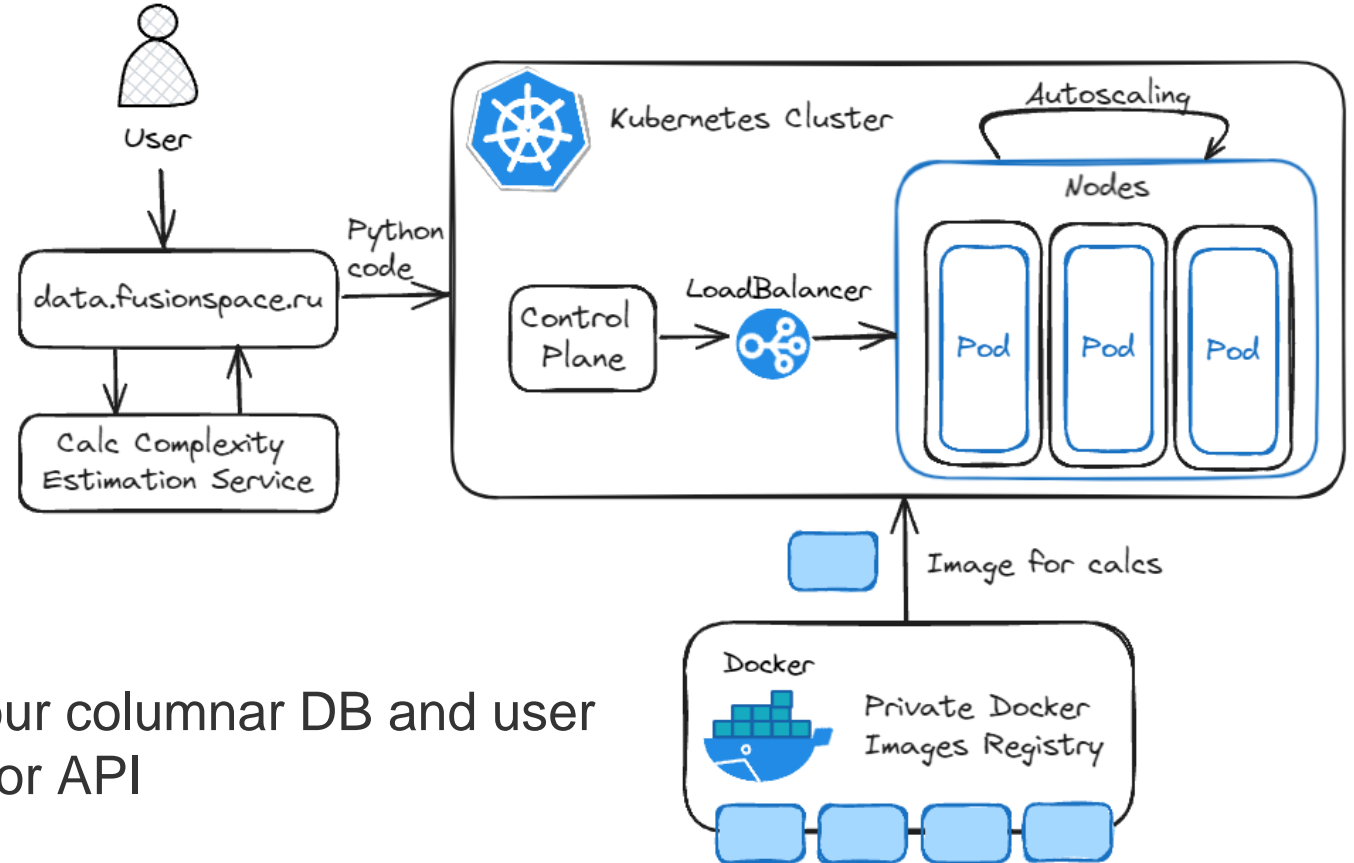 User
data.fusionspace.ru
Calc Complexity
Estimation Service
Python
code
Kubernetes Cluster
Autoscaling
Nodes
Control
Plane
LoadBalancer
Pod
Pod
Pod
Image for calcs
Docker
Private Docker
Images Registry
our columnar DB and user
or API